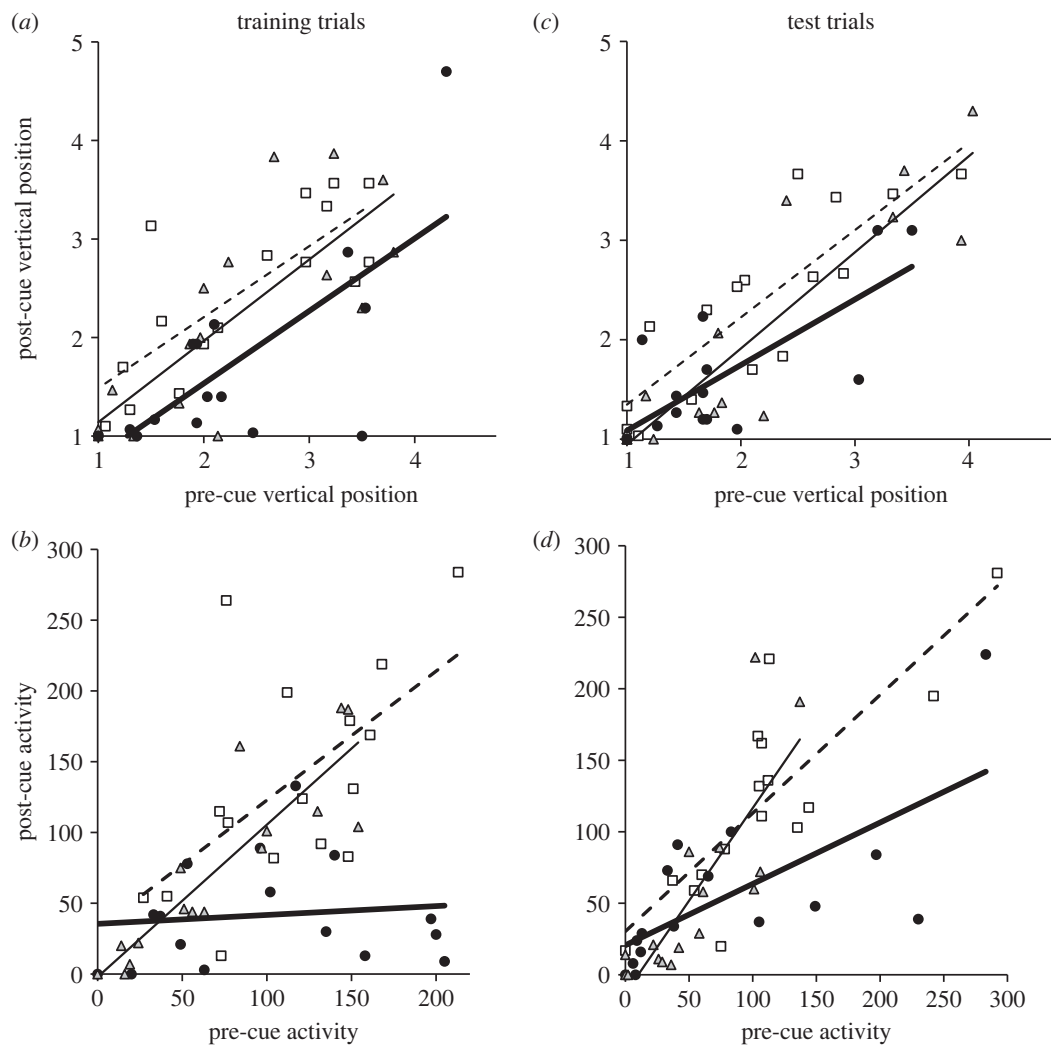 (a) training trials
5
4
3
2
1
1 2 3 4
post-cue vertical position
pre-cue vertical position
(c) test trials
5
4
3
2
1
1 2 3 4
pre-cue vertical position
(b)
300
250
200
150
100
50
0
0 50 100 150 200
post-cue activity
pre-cue activity
(d)
300
250
200
150
100
50
0
0 50 100 150 200 250 300
pre-cue activity